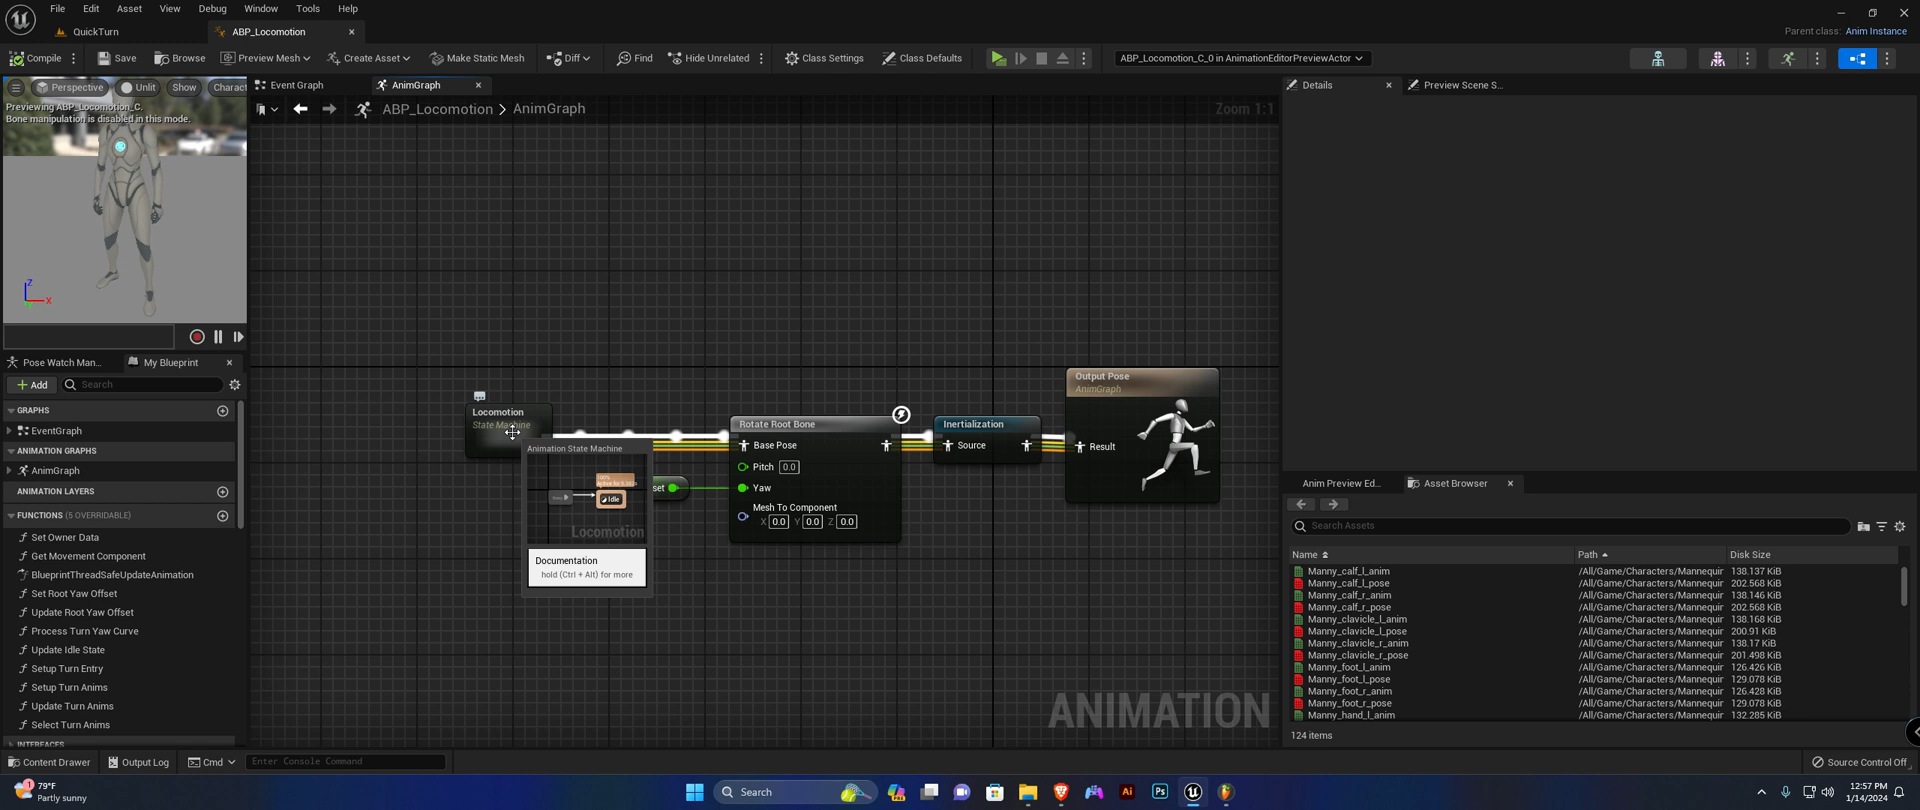 File Edit Asset View Debug Window Tools Help
QuickTurn
ABP_Locomotion
Parent class: Anim Instance
Compile
Save
Browse
Preview Mesh
Create Asset
Make Static Mesh
Diff
Find
Hide Unrelated
Class Settings
Class Defaults
ABP_Locomotion_C_0 in AnimationEditorPreviewActor
Perspective
Unlit
Show
Charact
Previewing ABP_Locomotion_C.
Bone manipulation is disabled in this mode.
Z
X
Event Graph
AnimGraph
ABP_Locomotion > AnimGraph
Zoom 1:1
Pose Watch Man...
My Blueprint
Add
Search
GRAPHS
EventGraph
ANIMATION GRAPHS
AnimGraph
ANIMATION LAYERS
FUNCTIONS (5 OVERRIDABLE)
Set Owner Data
Get Movement Component
BlueprintThreadSafeUpdateAnimation
Set Root Yaw Offset
Update Root Yaw Offset
Process Turn Yaw Curve
Update Idle State
Setup Turn Entry
Setup Turn Anims
Update Turn Anims
Select Turn Anims
INTERFACES
Locomotion
State Machine
Animation State Machine
Idle
Locomotion
Documentation
hold (Ctrl + Alt) for more
set
Rotate Root Bone
Base Pose
Pitch 0.0
Yaw
Mesh To Component
X 0.0 Y 0.0 Z 0.0
Inertialization
Source
Output Pose
AnimGraph
Result
ANIMATION
Details
Preview Scene S...
Anim Preview Ed...
Asset Browser
Search Assets
Name Path Disk Size
Manny_calf_l_anim /All/Game/Characters/Mannequir 138.137 KiB
Manny_calf_l_pose /All/Game/Characters/Mannequir 202.568 KiB
Manny_calf_r_anim /All/Game/Characters/Mannequir 138.146 KiB
Manny_calf_r_pose /All/Game/Characters/Mannequir 202.568 KiB
Manny_clavicle_l_anim /All/Game/Characters/Mannequir 138.168 KiB
Manny_clavicle_l_pose /All/Game/Characters/Mannequir 200.91 KiB
Manny_clavicle_r_anim /All/Game/Characters/Mannequir 138.17 KiB
Manny_clavicle_r_pose /All/Game/Characters/Mannequir 201.498 KiB
Manny_foot_l_anim /All/Game/Characters/Mannequir 126.426 KiB
Manny_foot_l_pose /All/Game/Characters/Mannequir 129.078 KiB
Manny_foot_r_anim /All/Game/Characters/Mannequir 126.428 KiB
Manny_foot_r_pose /All/Game/Characters/Mannequir 129.078 KiB
Manny_hand_l_anim /All/Game/Characters/Mannequir 132.285 KiB
124 items
Content Drawer
Output Log
Cmd
Enter Console Command
Source Control Off
1
79°F
Partly sunny
Search
PRE
Ai
Ps
12:57 PM
1/14/2024